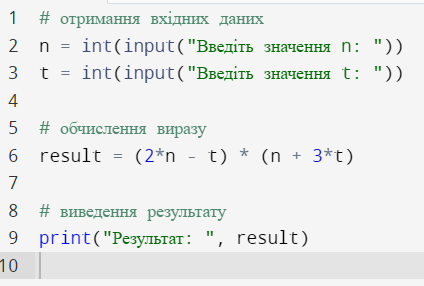 1 # отримання вхідних даних
2 n = int(input("Введіть значення n: "))
3 t = int(input("Введіть значення t: "))
4
5 # обчислення виразу
6 result = (2*n - t) * (n + 3*t)
7
8 # виведення результату
9 print("Результат: ", result)
10